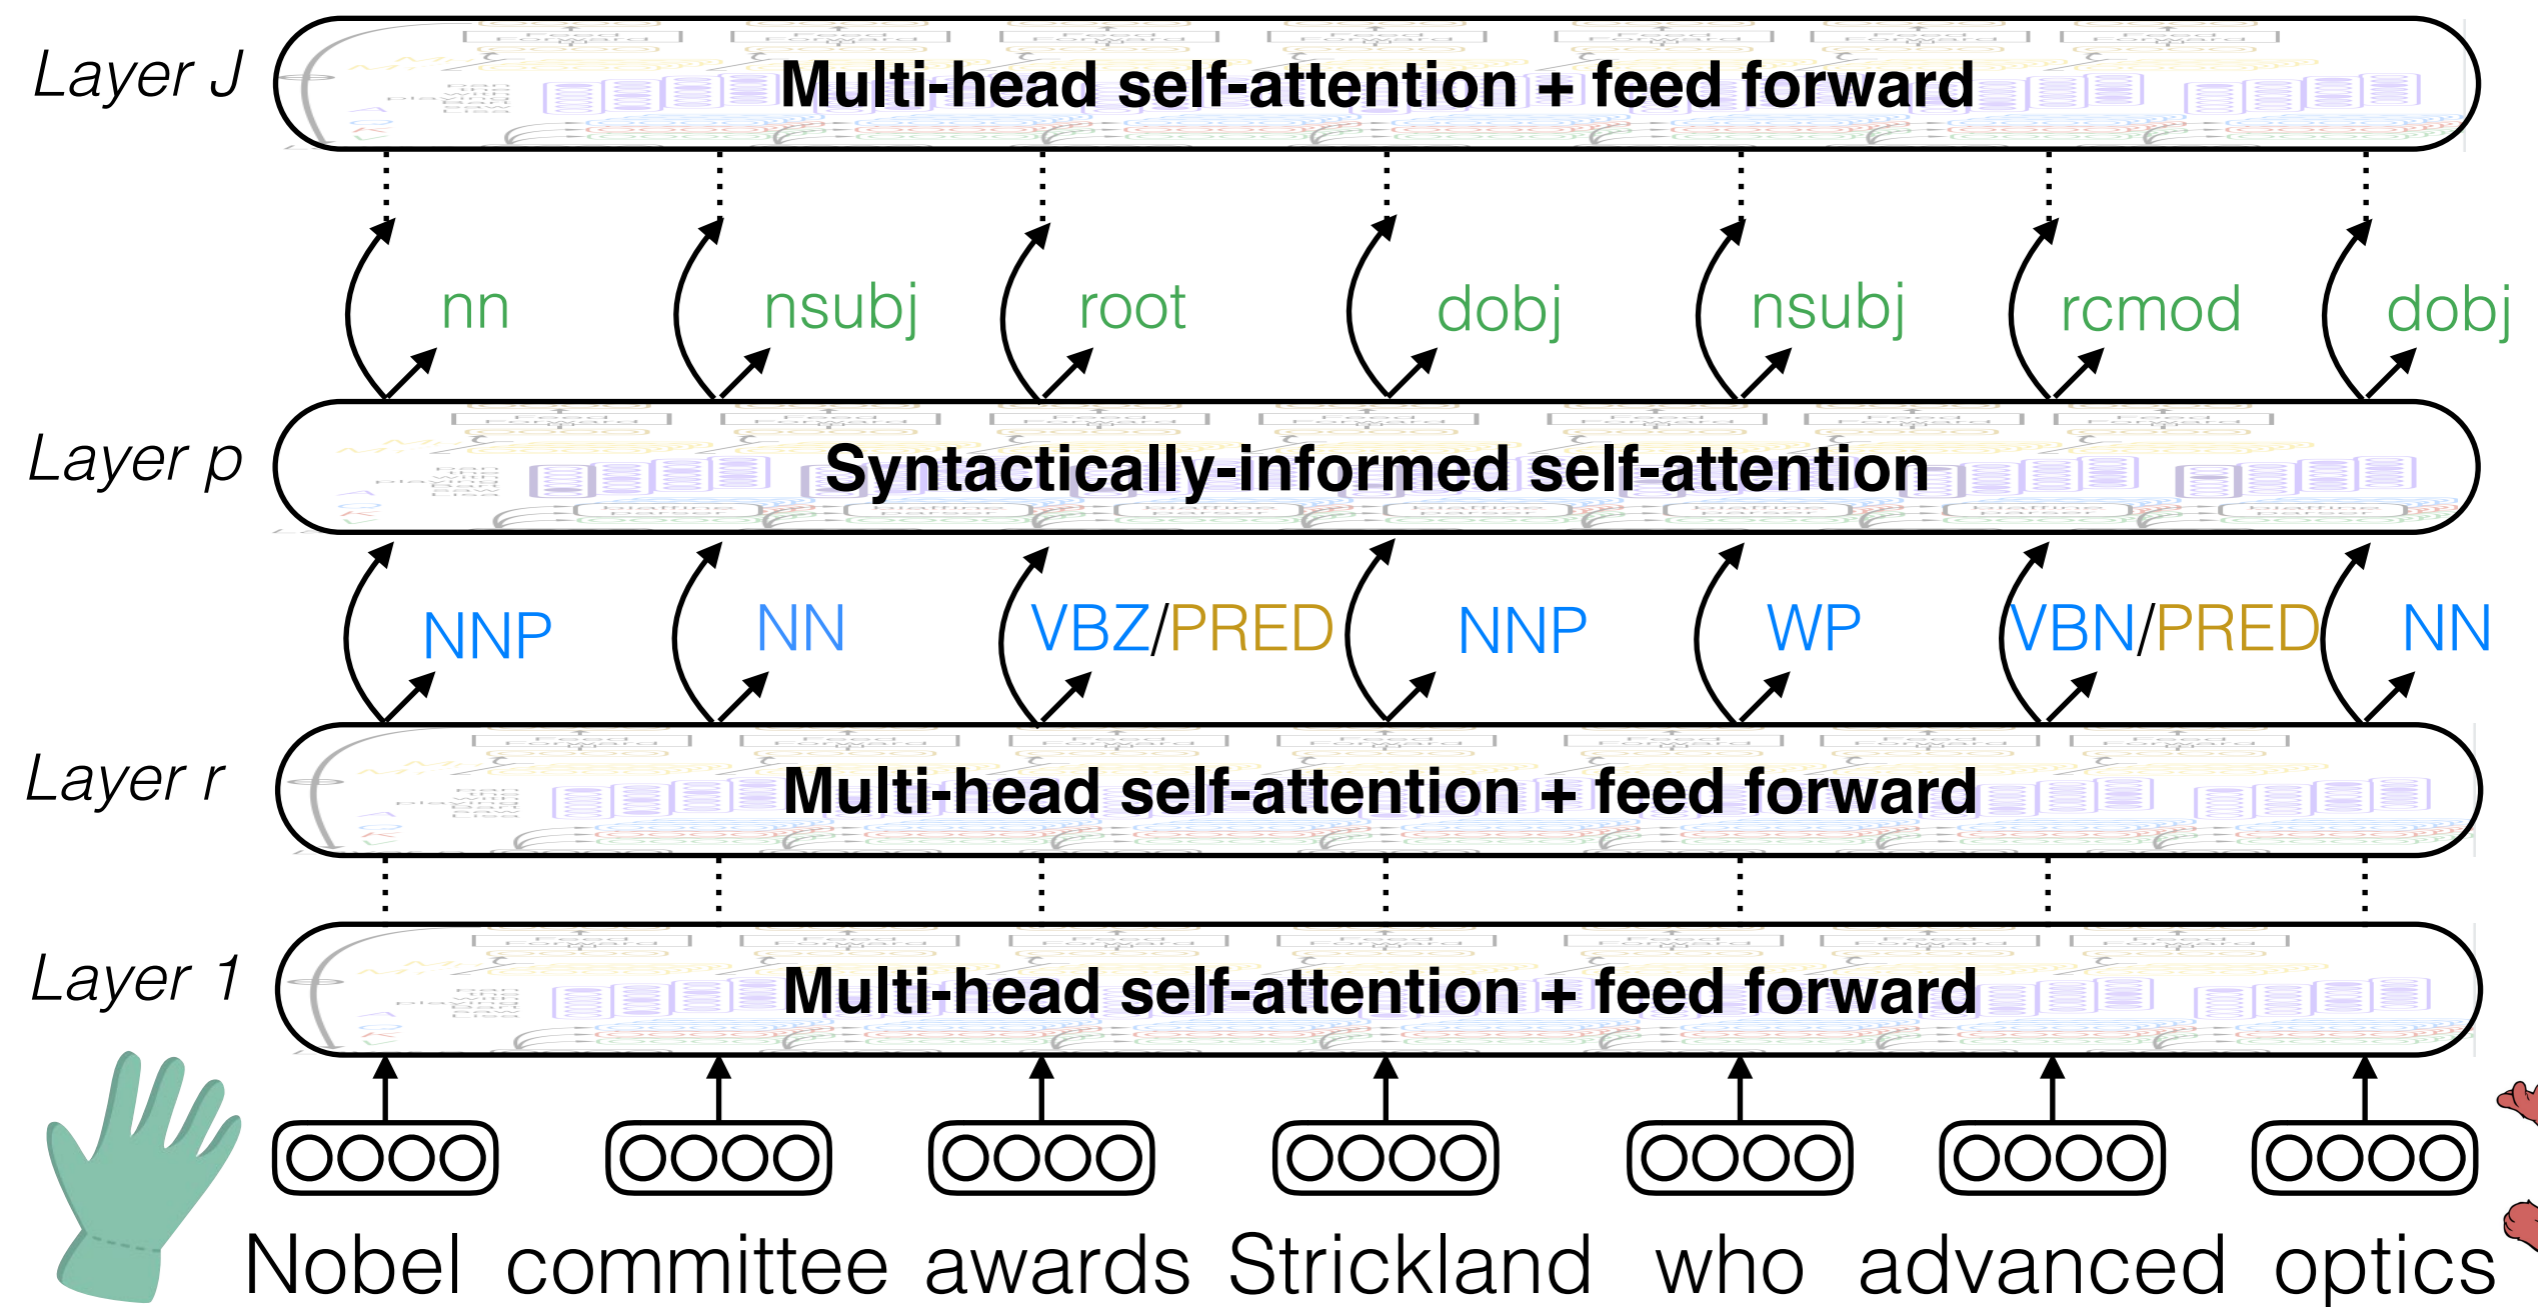 Layer J Multi-head self-attention + feed forward
nn nsubj root dobj nsubj rcmod dobj
Layer p Syntactically-informed self-attention
NNP NN VBZ/PRED NNP WP VBN/PRED NN
Layer r Multi-head self-attention + feed forward
Layer 1 Multi-head self-attention + feed forward
Nobel committee awards Strickland who advanced optics